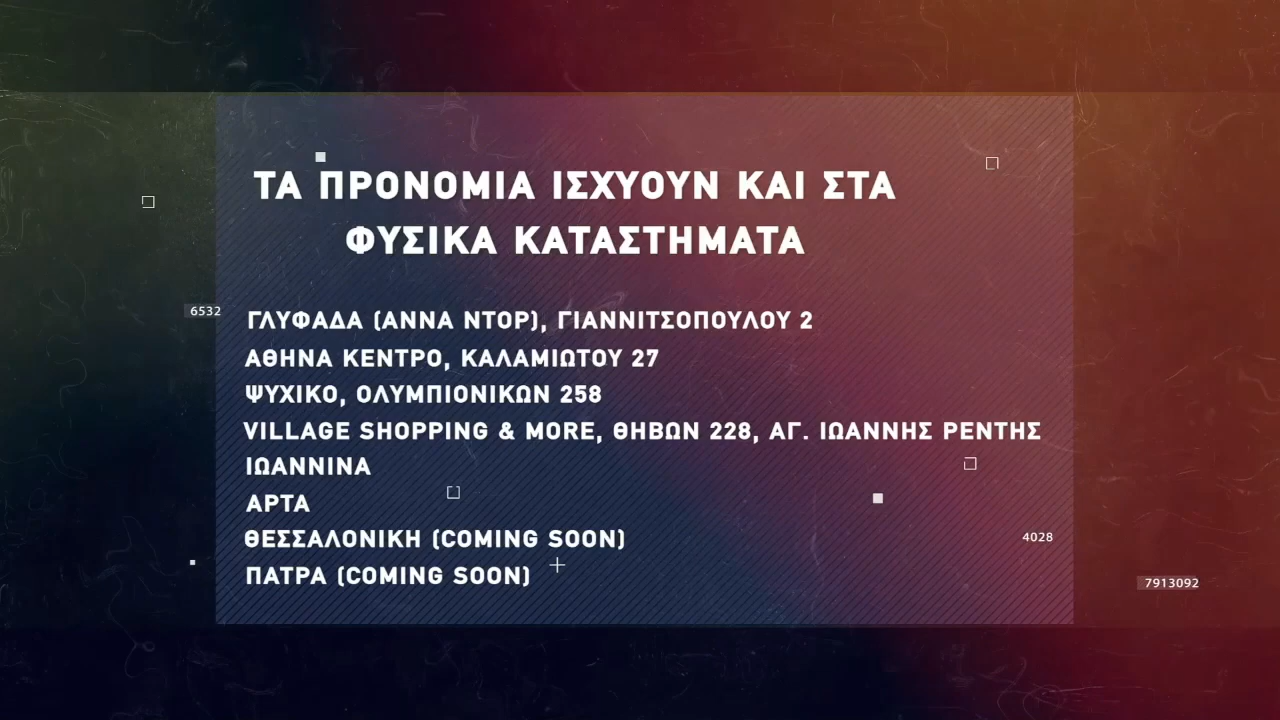 ΤΑ ΠΡΟΝΟΜΙΑ ΙΣΧΥΟΥΝ ΚΑΙ ΣΤΑ
ΦΥΣΙΚΑ ΚΑΤΑΣΤΗΜΑΤΑ
6532
ΓΛΥΦΑΔΑ (ΑΝΝΑ ΝΤΟΡ), ΓΙΑΝΝΙΤΣΟΠΟΥΛΟΥ 2
ΑΘΗΝΑ ΚΕΝΤΡΟ, ΚΑΛΑΜΙΩΤΟΥ 27
ΨΥΧΙΚΟ, ΟΛΥΜΠΙΟΝΙΚΩΝ 258
VILLAGE SHOPPING & MORE, ΘΗΒΩΝ 228, ΑΓ. ΙΩΑΝΝΗΣ ΡΕΝΤΗΣ
ΙΩΑΝΝΙΝΑ
ΑΡΤΑ
ΘΕΣΣΑΛΟΝΙΚΗ (COMING SOON)
4028
ΠΑΤΡΑ (COMING SOON)
7913092